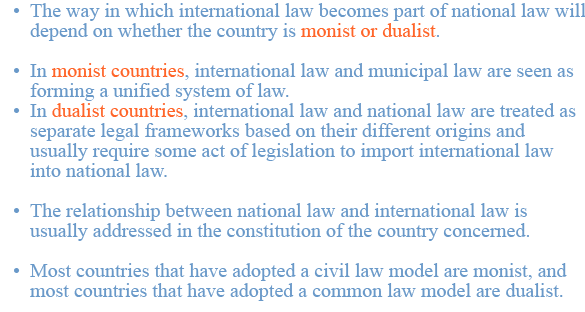 • The way in which international law becomes part of national law will
depend on whether the country is monist or dualist.
• In monist countries, international law and municipal law are seen as
forming a unified system of law.
• In dualist countries, international law and national law are treated as
separate legal frameworks based on their different origins and
usually require some act of legislation to import international law
into national law.
• The relationship between national law and international law is
usually addressed in the constitution of the country concerned.
• Most countries that have adopted a civil law model are monist, and
most countries that have adopted a common law model are dualist.